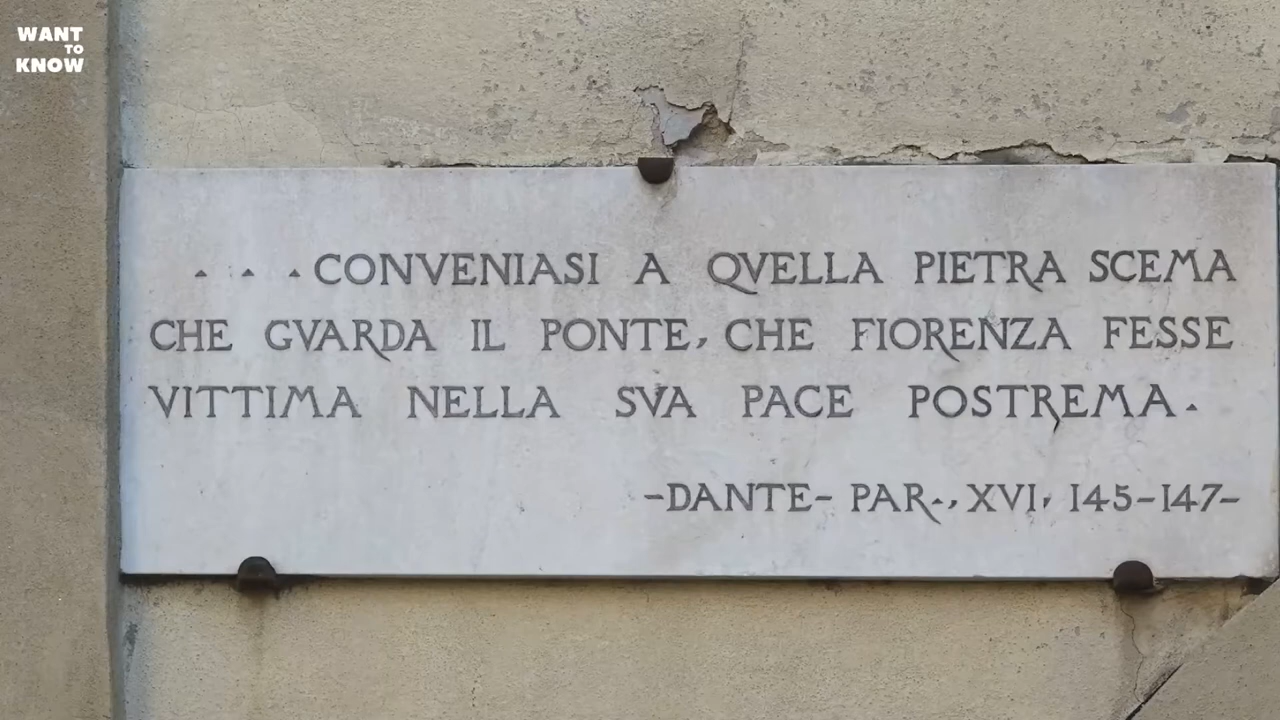 WANT
TO
KNOW
. . . CONVENIASI A QVELLA PIETRA SCEMA
CHE GVARDA IL PONTE, CHE FIORENZA FESSE
VITTIMA NELLA SVA PACE POSTREMA.
-DANTE- PAR., XVI, 145-147-